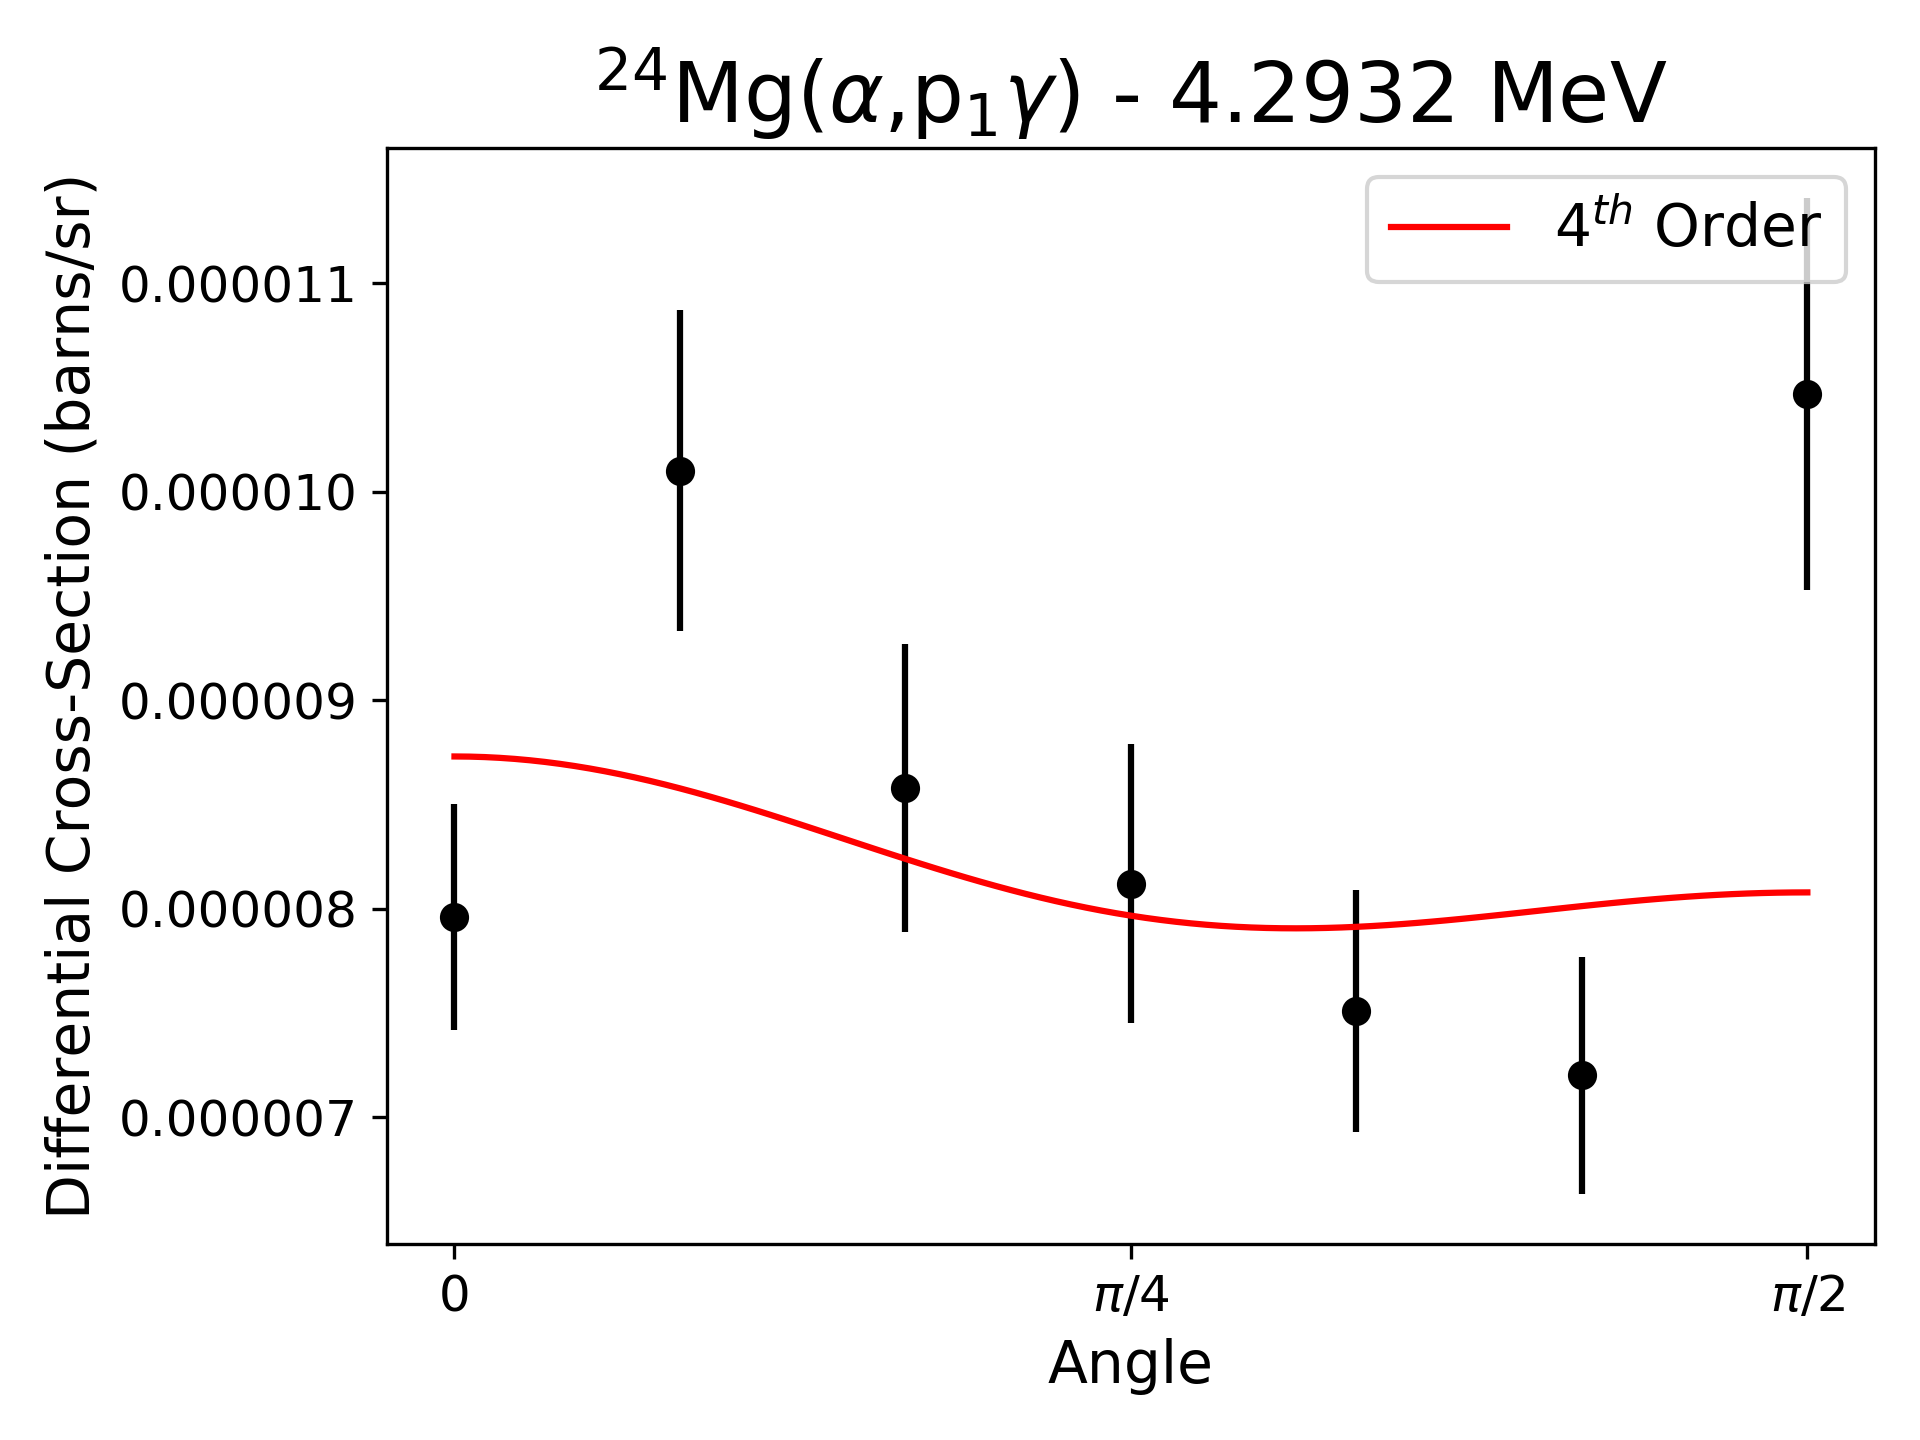 ²⁴Mg(α,p₁γ) - 4.2932 MeV
4ᵗʰ Order
Differential Cross-Section (barns/sr)
0.000011
0.000010
0.000009
0.000008
0.000007
0
π/4
π/2
Angle